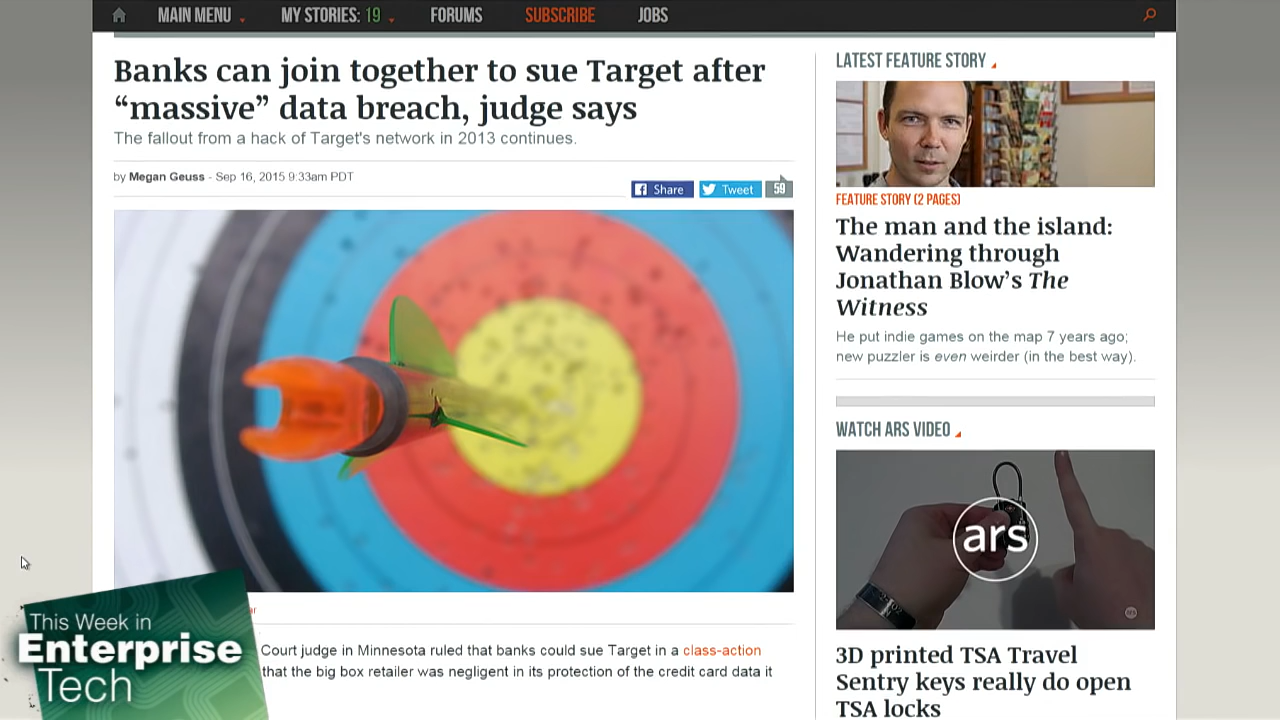 MAIN MENU
MY STORIES: 19
FORUMS
SUBSCRIBE
JOBS
Banks can join together to sue Target after
“massive” data breach, judge says
The fallout from a hack of Target's network in 2013 continues.
by Megan Geuss - Sep 16, 2015 9:33am PDT
Share
Tweet
59
Court judge in Minnesota ruled that banks could sue Target in a class-action
that the big box retailer was negligent in its protection of the credit card data it
This Week in
Enterprise
Tech
LATEST FEATURE STORY
FEATURE STORY (2 PAGES)
The man and the island:
Wandering through
Jonathan Blow’s The
Witness
He put indie games on the map 7 years ago;
new puzzler is even weirder (in the best way).
WATCH ARS VIDEO
ars
3D printed TSA Travel
Sentry keys really do open
TSA locks